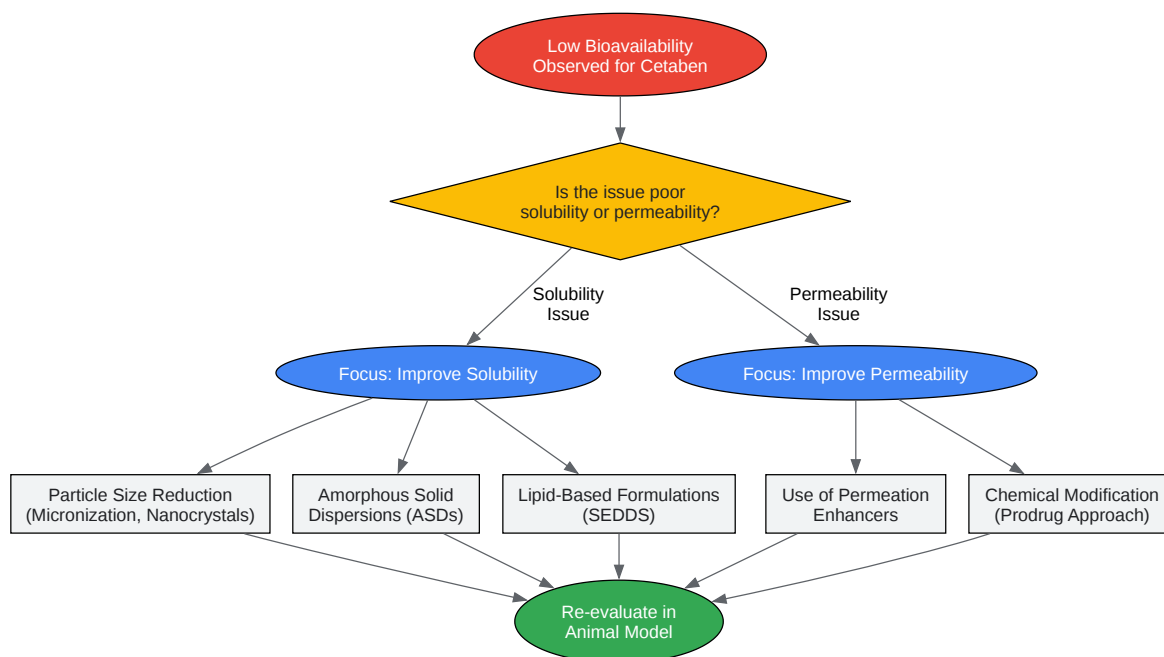 Low Bioavailability
Observed for Cetaben
Is the issue poor
solubility or permeability?
Solubility
Issue
Permeability
Issue
Focus: Improve Solubility
Focus: Improve Permeability
Particle Size Reduction
(Micronization, Nanocrystals)
Amorphous Solid
Dispersions (ASDs)
Lipid-Based Formulations
(SEDDS)
Use of Permeation
Enhancers
Chemical Modification
(Prodrug Approach)
Re-evaluate in
Animal Model